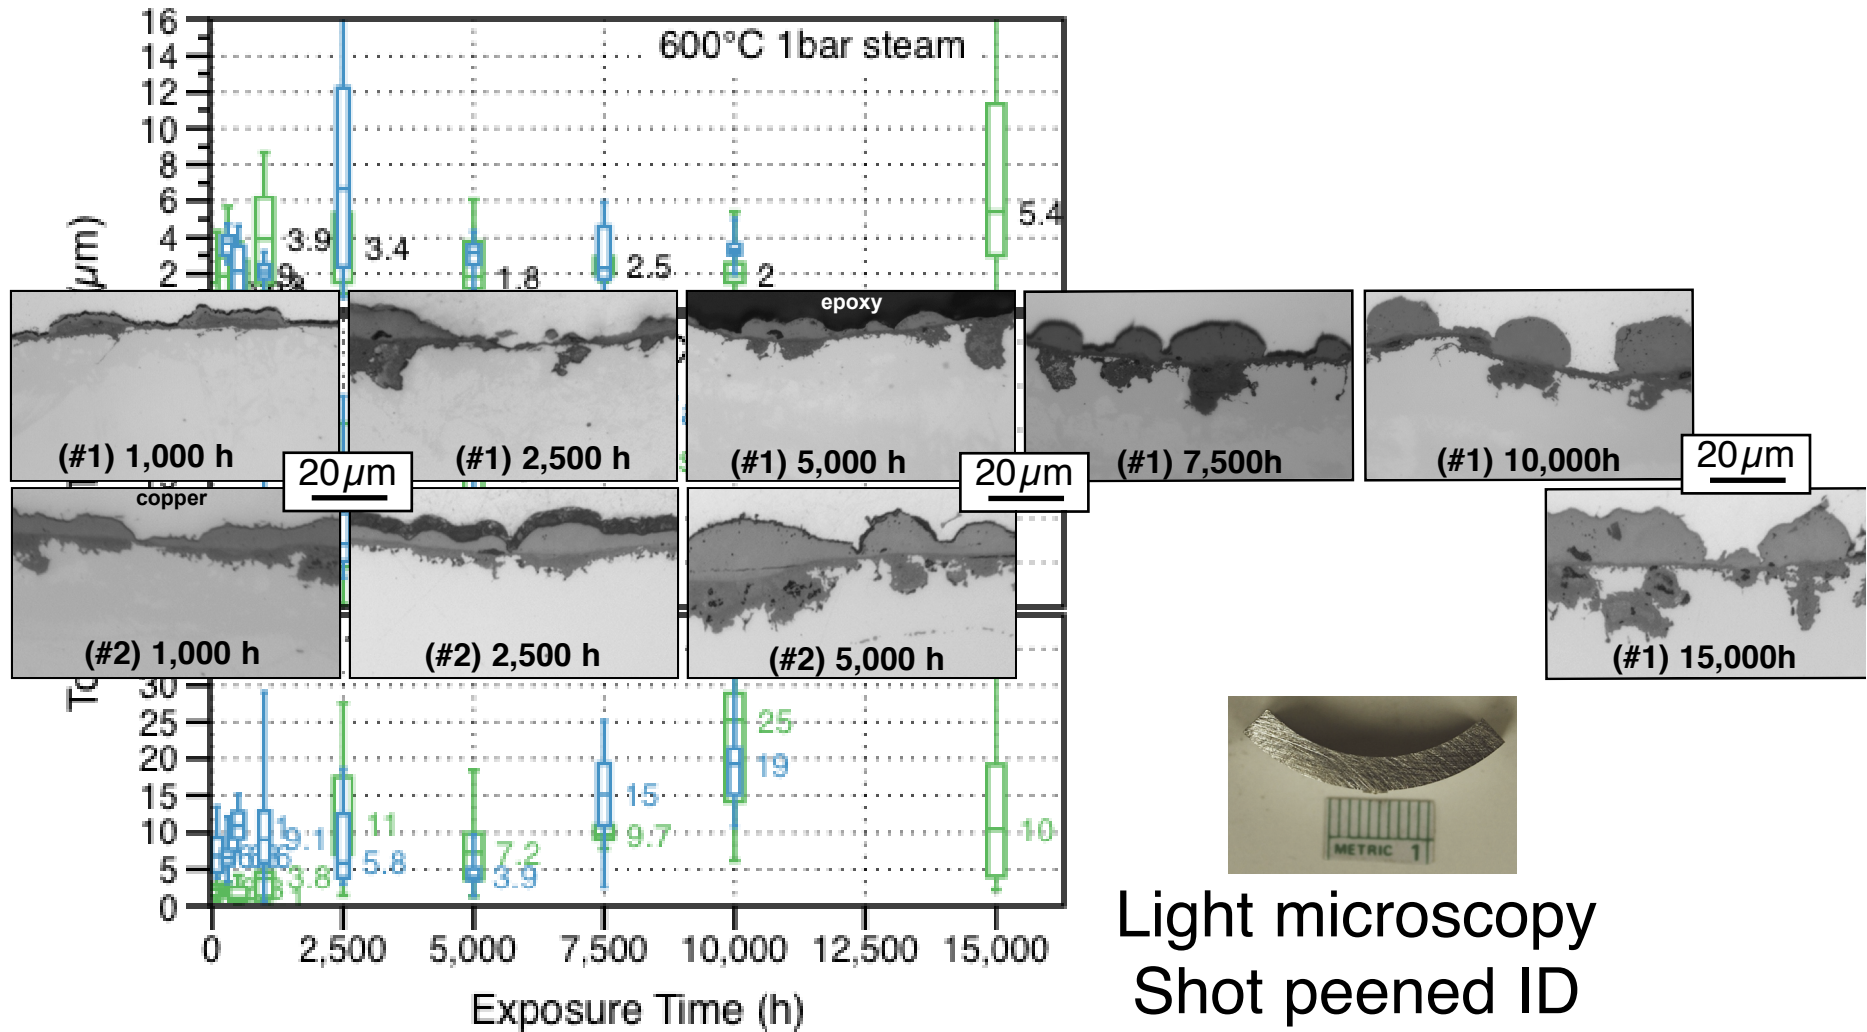 16
600°C 1bar steam
14
12
10
8
6
5.4
4
3.9
3.4
2
1.8
2.5
2
(µm)
epoxy
(#1) 1,000 h
(#1) 2,500 h
(#1) 5,000 h
(#1) 7,500h
(#1) 10,000h
20µm
20µm
20µm
copper
(#2) 1,000 h
(#2) 2,500 h
(#2) 5,000 h
(#1) 15,000h
30
25
25
20
19
15
15
11
10
9.1
9.7
10
5
3.8
5.8
7.2
3.9
0
METRIC 1
0 2,500 5,000 7,500 10,000 12,500 15,000
Exposure Time (h)
Light microscopy
Shot peened ID